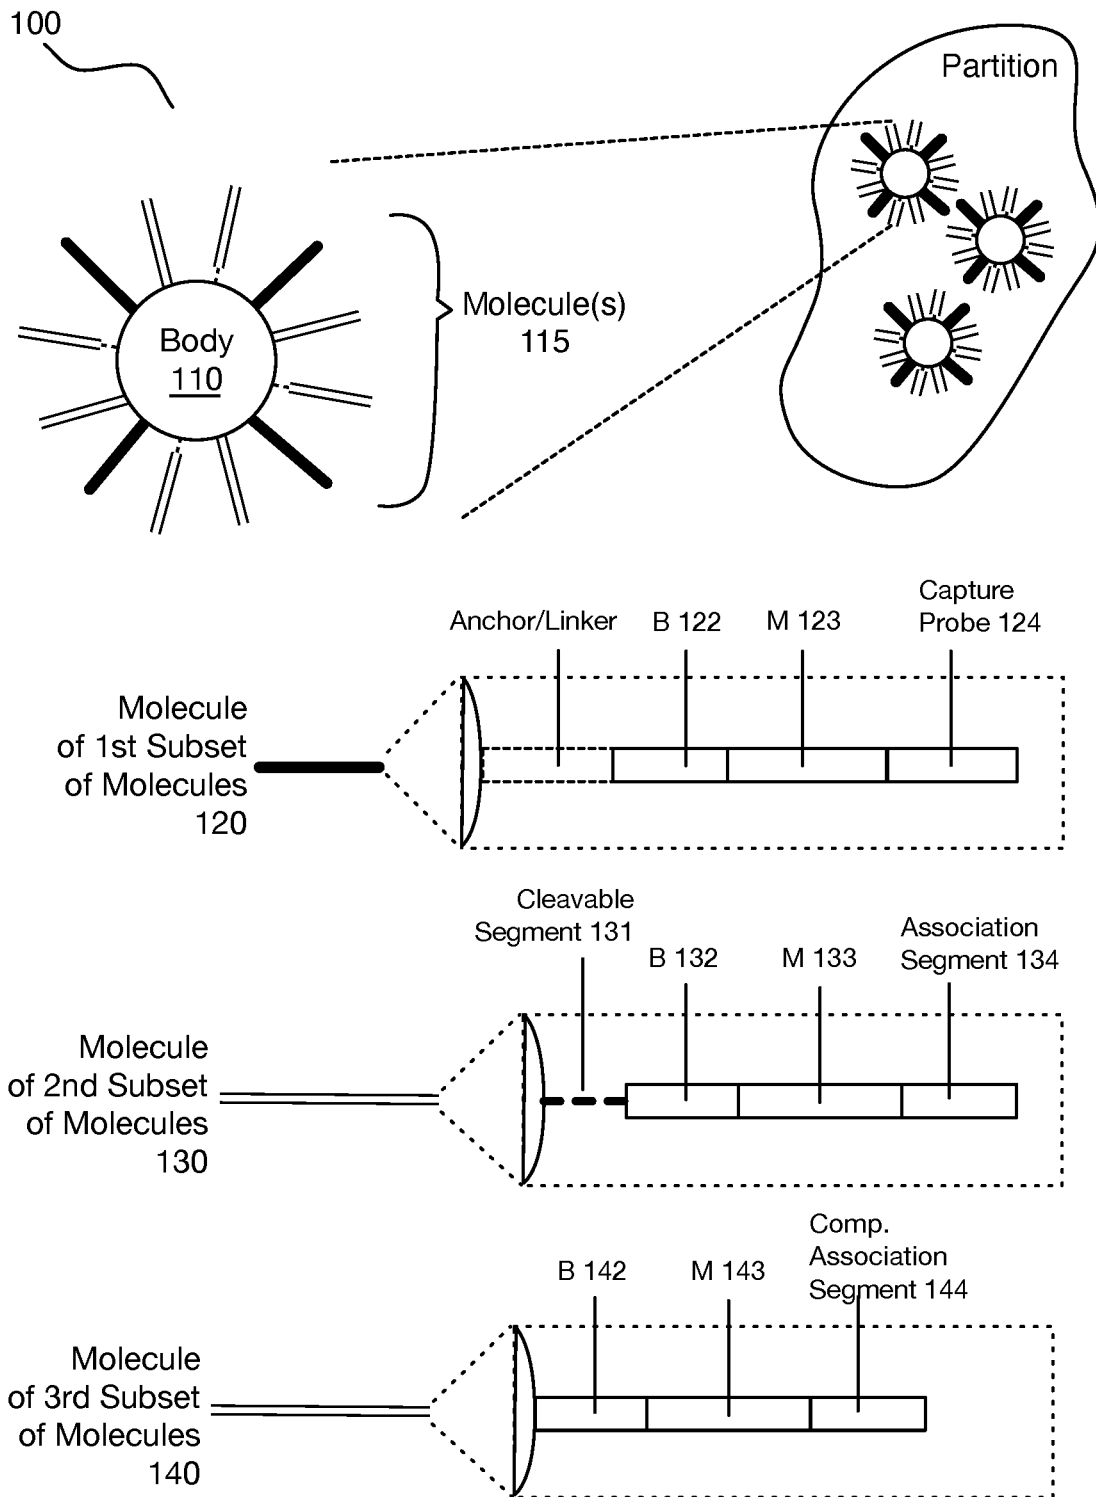 100
Partition
Body
110
Molecule(s)
115
Anchor/Linker
B 122
M 123
Capture
Probe 124
Molecule
of 1st Subset
of Molecules
120
Cleavable
Segment 131
B 132
M 133
Association
Segment 134
Molecule
of 2nd Subset
of Molecules
130
B 142
M 143
Comp.
Association
Segment 144
Molecule
of 3rd Subset
of Molecules
140